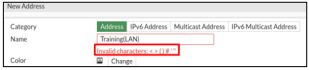 New Address
Category Address IPv6 Address Multicast Address IPv6 Multicast Address
Name Training(LAN)
Invalid characters: < > ( ) # ' "
Color Change